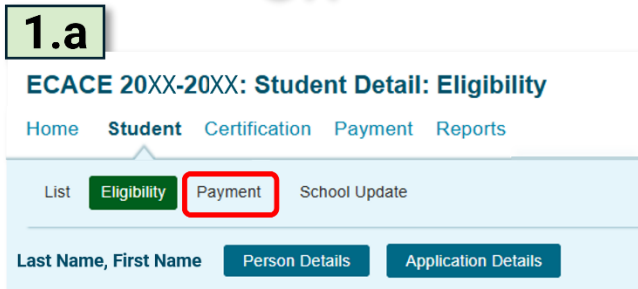 1.a
ECACE 20XX-20XX: Student Detail: Eligibility
Home Student Certification Payment Reports
List Eligibility Payment School Update
Last Name, First Name Person Details Application Details